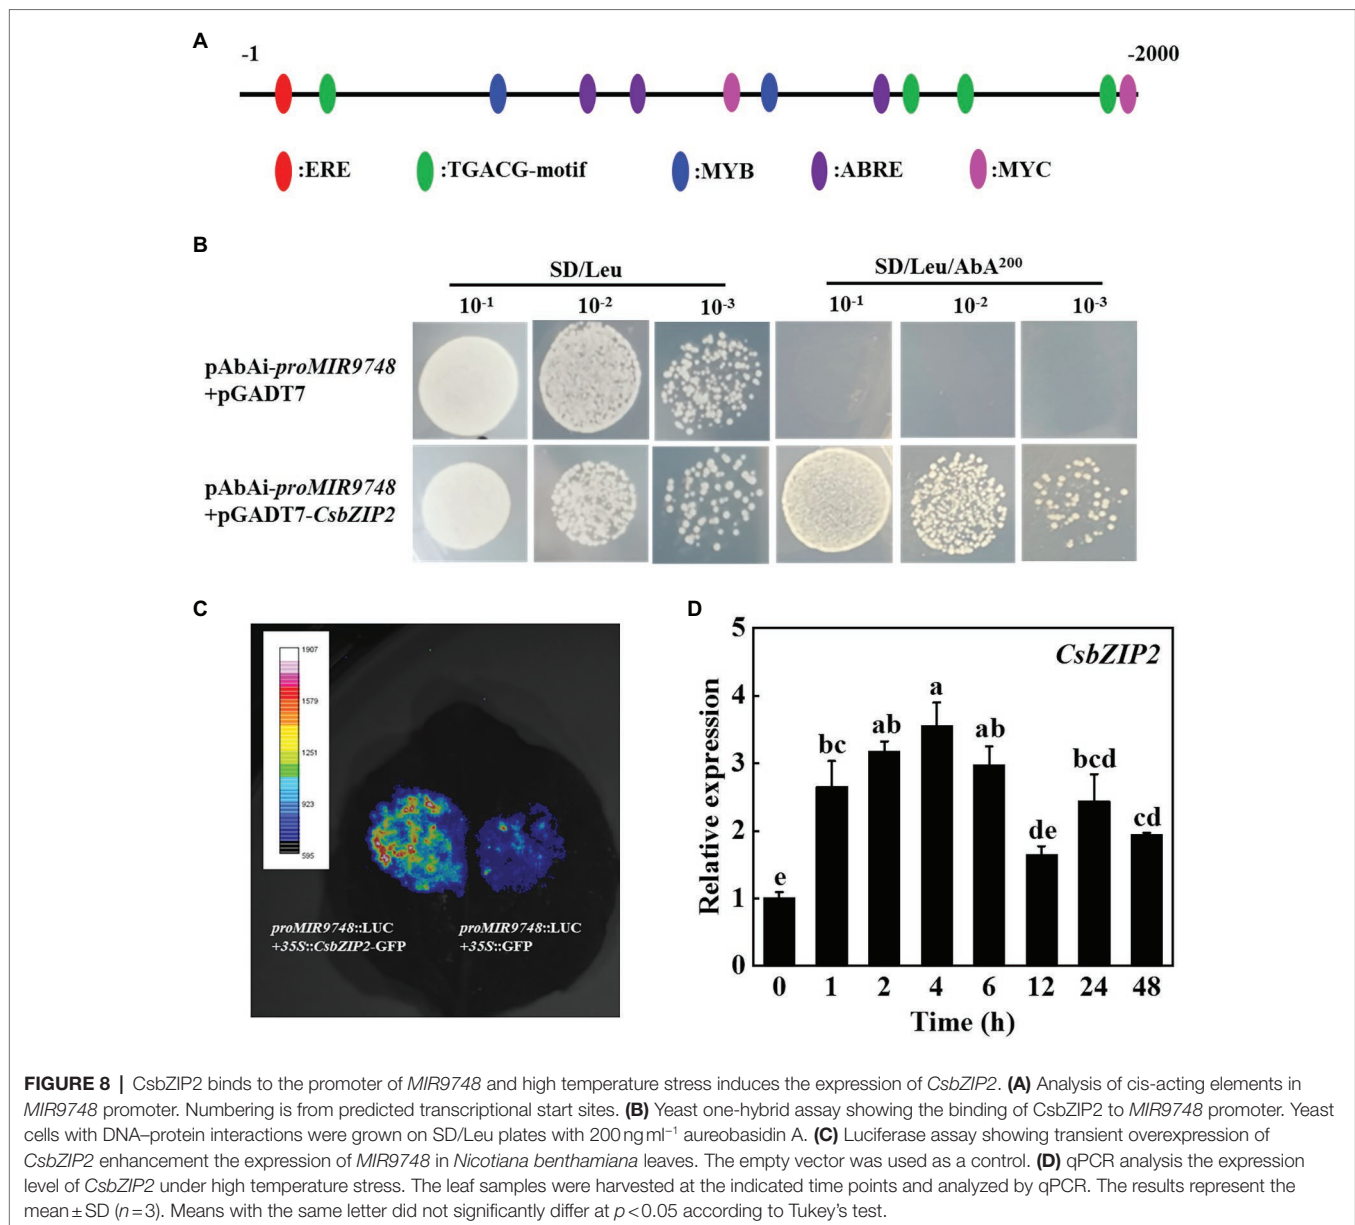 A
-1 -2000
:ERE :TGACG-motif :MYB :ABRE :MYC
B
SD/Leu SD/Leu/AbA²⁰⁰
10⁻¹ 10⁻² 10⁻³ 10⁻¹ 10⁻² 10⁻³
pAbAi-proMIR9748
+pGADT7
pAbAi-proMIR9748
+pGADT7-CsbZIP2
C
1907
1579
1251
923
595
proMIR9748::LUC
+35S::CsbZIP2-GFP
proMIR9748::LUC
+35S::GFP
D
CsbZIP2
Relative expression
5
4
3
2
1
0
e bc ab a ab de bcd cd
0 1 2 4 6 12 24 48
Time (h)
FIGURE 8 | CsbZIP2 binds to the promoter of MIR9748 and high temperature stress induces the expression of CsbZIP2. (A) Analysis of cis-acting elements in
MIR9748 promoter. Numbering is from predicted transcriptional start sites. (B) Yeast one-hybrid assay showing the binding of CsbZIP2 to MIR9748 promoter. Yeast
cells with DNA–protein interactions were grown on SD/Leu plates with 200 ng ml⁻¹ aureobasidin A. (C) Luciferase assay showing transient overexpression of
CsbZIP2 enhancement the expression of MIR9748 in Nicotiana benthamiana leaves. The empty vector was used as a control. (D) qPCR analysis the expression
level of CsbZIP2 under high temperature stress. The leaf samples were harvested at the indicated time points and analyzed by qPCR. The results represent the
mean ± SD (n = 3). Means with the same letter did not significantly differ at p < 0.05 according to Tukey's test.